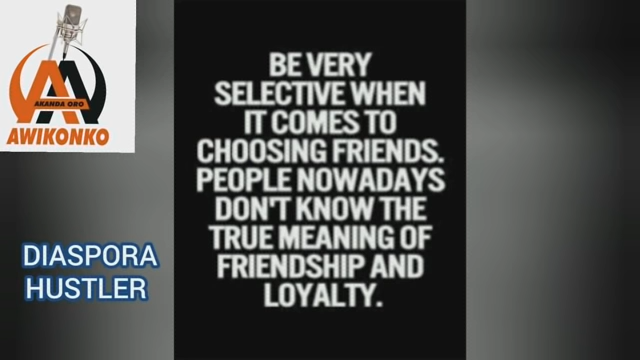 AKANDA ORO
AWIKONKO
DIASPORA
HUSTLER
BE VERY
SELECTIVE WHEN
IT COMES TO
CHOOSING FRIENDS.
PEOPLE NOWADAYS
DON'T KNOW THE
TRUE MEANING OF
FRIENDSHIP AND
LOYALTY.